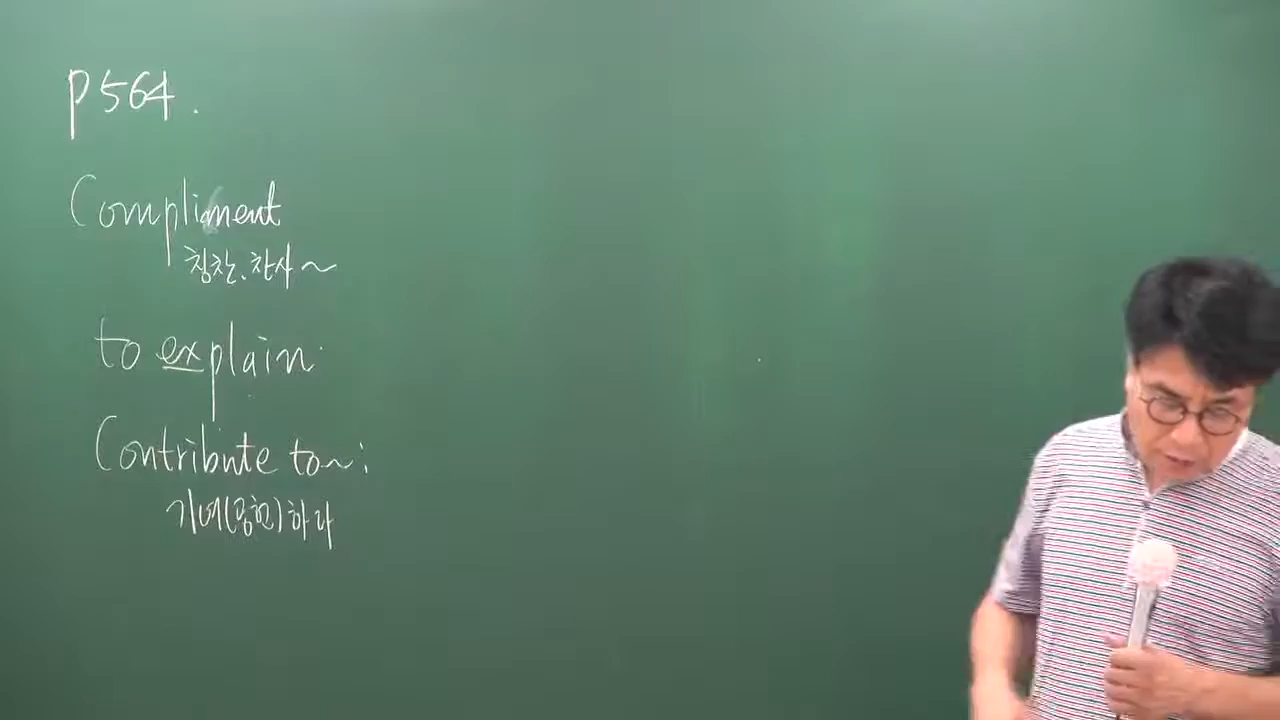 P564.
Compliment
칭찬, 찬사~
to explain
Contribute to~:
기여(공헌)하다